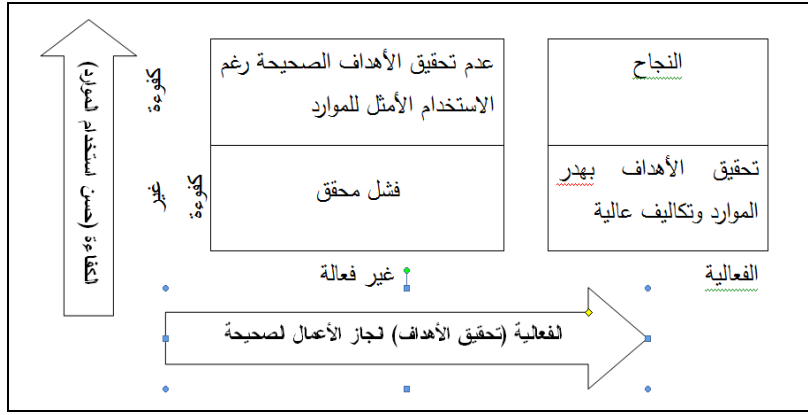 النجاح
عدم تحقيق الأهداف الصحيحة رغم
الاستخدام الأمثل للموارد
كفوءة
الكفاءة (حسن استخدام الموارد)
تحقيق الأهداف بهدر
الموارد وتكاليف عالية
فشل محقق
غير
كفوءة
الفعالية
غير فعالة
الفعالية (تحقيق الأهداف) انجاز الأعمال لصحيحة